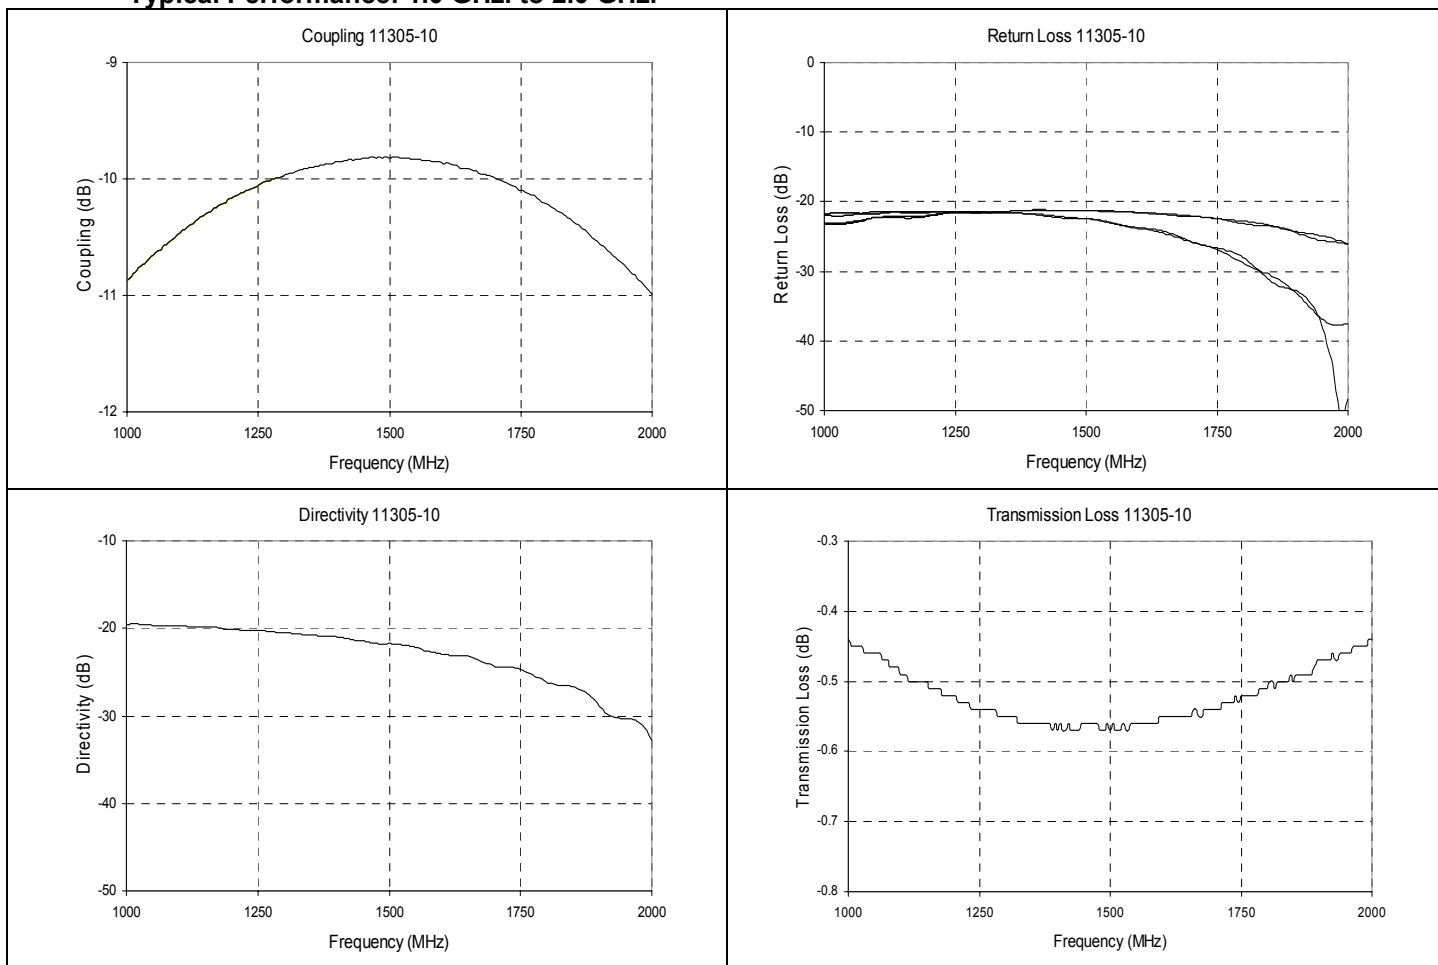 Coupling 11305-10
-9
-10
-11
-12
Coupling (dB)
1000 1250 1500 1750 2000
Frequency (MHz)
Return Loss 11305-10
0
-10
-20
-30
-40
-50
Return Loss (dB)
1000 1250 1500 1750 2000
Frequency (MHz)
Directivity 11305-10
-10
-20
-30
-40
-50
Directivity (dB)
1000 1250 1500 1750 2000
Frequency (MHz)
Transmission Loss 11305-10
-0.3
-0.4
-0.5
-0.6
-0.7
-0.8
Transmission Loss (dB)
1000 1250 1500 1750 2000
Frequency (MHz)